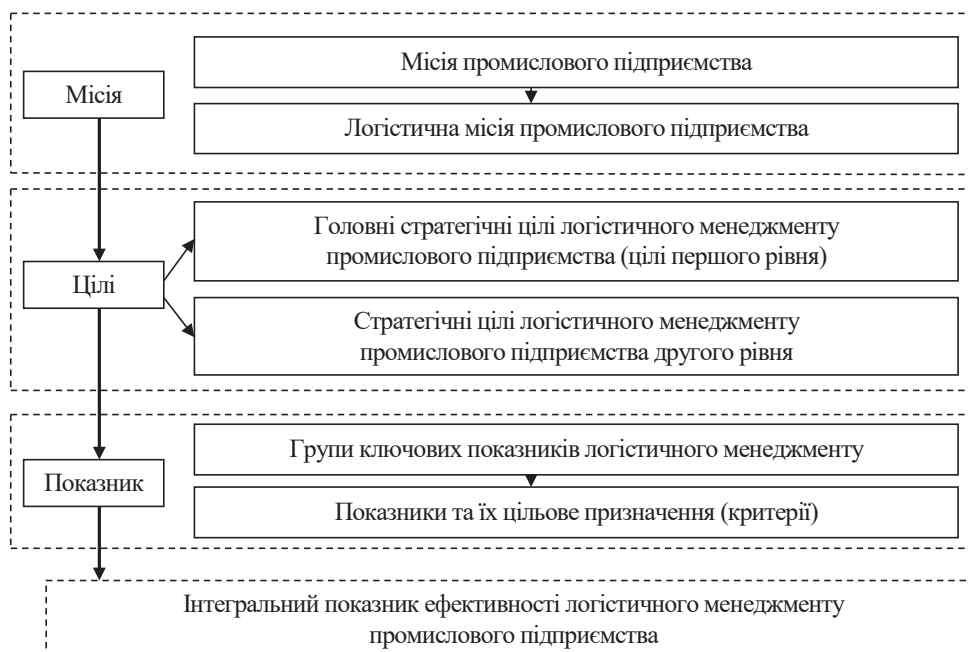 Місія
Місія промислового підприємства
Логістична місія промислового підприємства
Цілі
Головні стратегічні цілі логістичного менеджменту
промислового підприємства (цілі першого рівня)
Стратегічні цілі логістичного менеджменту
промислового підприємства другого рівня
Показник
Групи ключових показників логістичного менеджменту
Показники та їх цільове призначення (критерії)
Інтегральний показник ефективності логістичного менеджменту
промислового підприємства